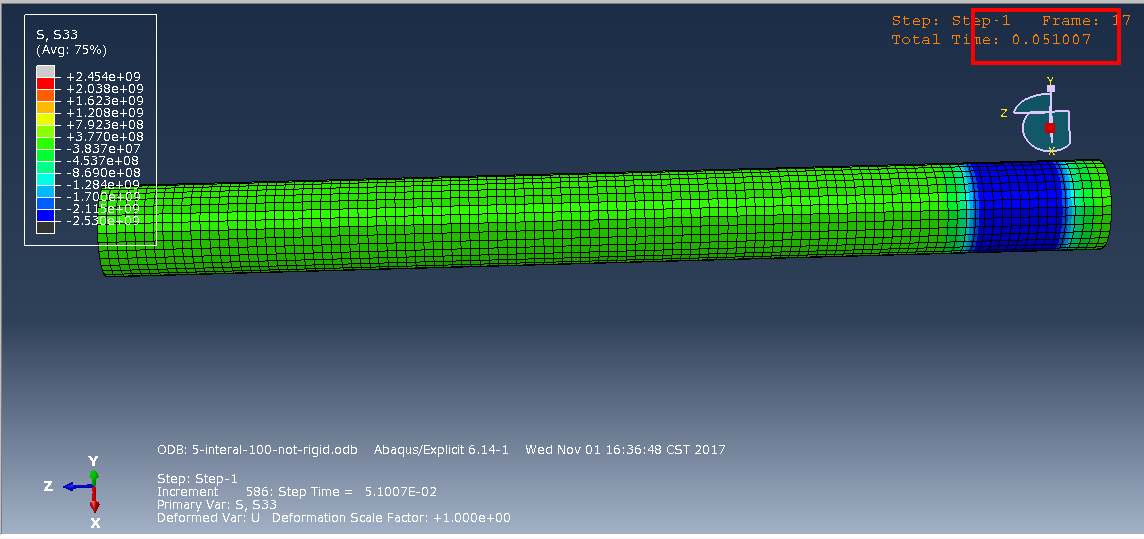 S, S33
(Avg: 75%)
+2.454e+09
+2.038e+09
+1.623e+09
+1.208e+09
+7.923e+08
+3.770e+08
-3.837e+07
-4.537e+08
-8.690e+08
-1.284e+09
-1.700e+09
-2.115e+09
-2.530e+09
Step: Step-1 Frame: 17
Total Time: 0.051007
Y
Z
X
ODB: 5-interal-100-not-rigid.odb Abaqus/Explicit 6.14-1 Wed Nov 01 16:36:48 CST 2017
Step: Step-1
Increment 586: Step Time = 5.1007E-02
Primary Var: S, S33
Deformed Var: U Deformation Scale Factor: +1.000e+00
Y
Z
X